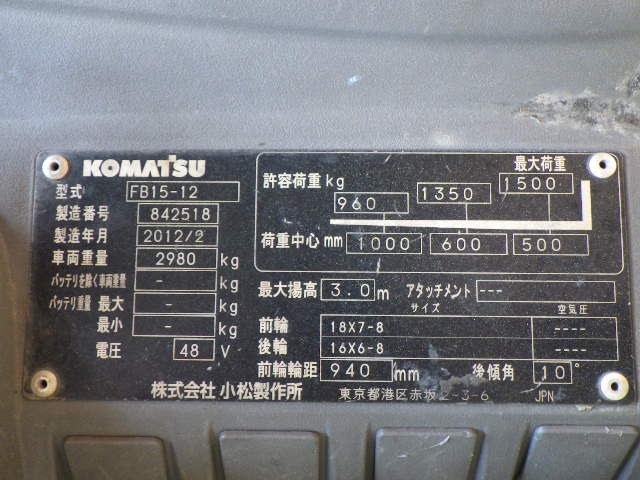 KOMATSU
型式 FB15-12
製造番号 842518
製造年月 2012/2
車両重量 2980 kg
バッテリを除く車両重量 - kg
バッテリ重量 最大 - kg
最小 - kg
電圧 48 V
最大荷重
許容荷重 kg 960 1350 1500
荷重中心 mm 1000 600 500
最大揚高 3.0 m アタッチメント ---
サイズ 空気圧
前輪 18X7-8 ----
後輪 16X6-8 ----
前輪輪距 940 mm 後傾角 10°
株式会社 小松製作所 東京都港区赤坂2-3-6 JPN